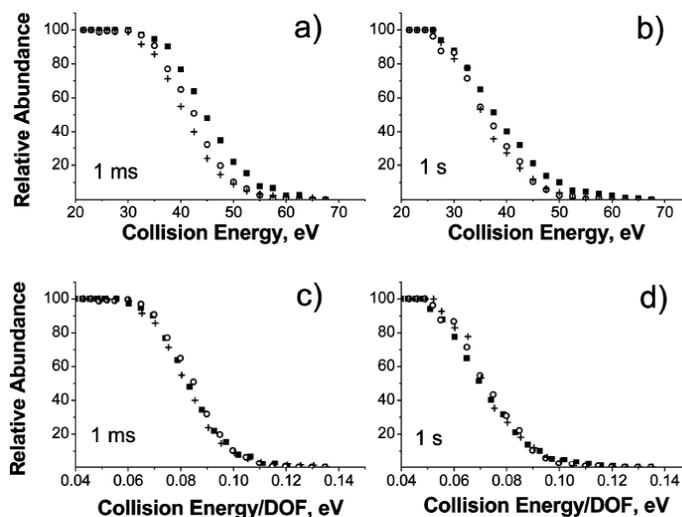 a)
b)
Relative Abundance
100
80
60
40
20
1 ms
20 30 40 50 60 70
Collision Energy, eV
100
80
60
40
20
1 s
20 30 40 50 60 70
Collision Energy, eV
c)
d)
Relative Abundance
100
80
60
40
20
0
1 ms
0.04 0.06 0.08 0.10 0.12 0.14
Collision Energy/DOF, eV
100
80
60
40
20
0
1 s
0.04 0.06 0.08 0.10 0.12 0.14
Collision Energy/DOF, eV